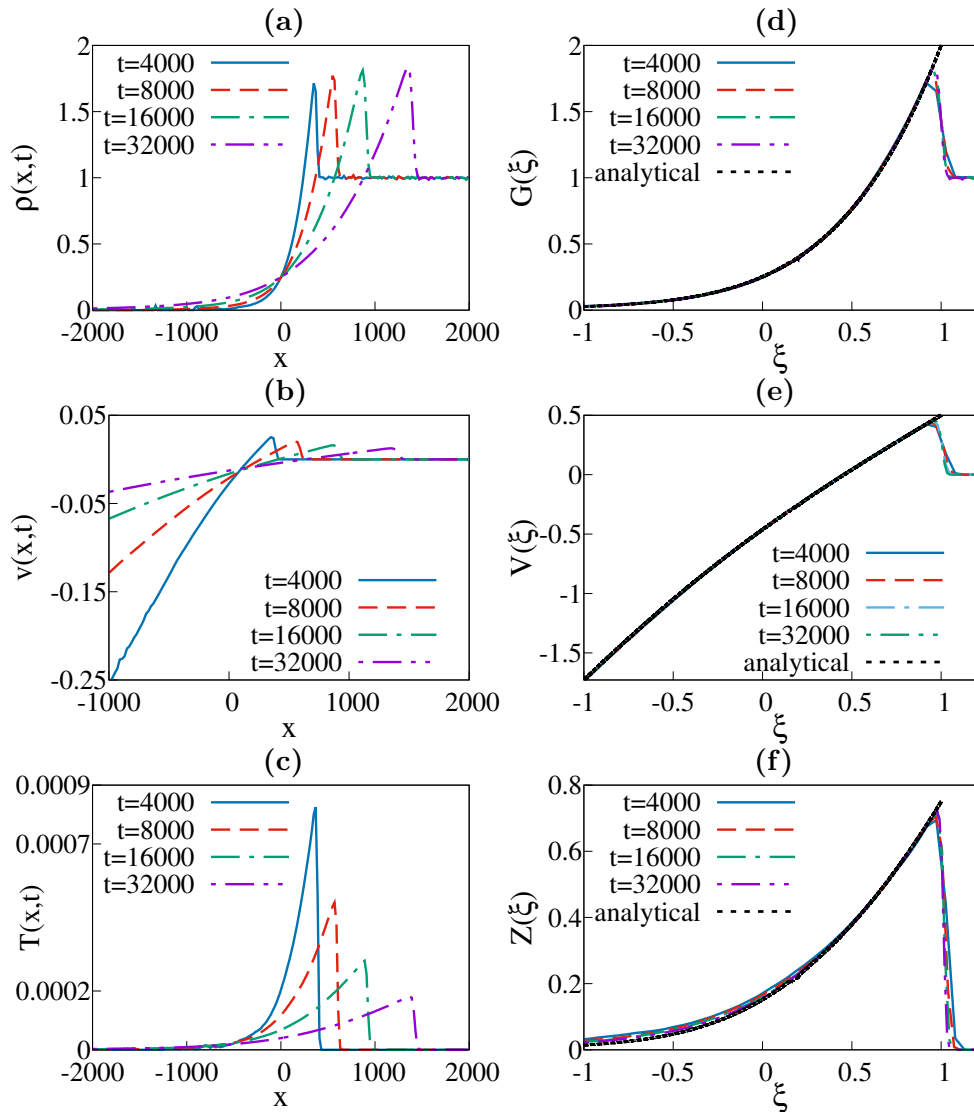 (a)
2
1.5
1
0.5
0
ρ(x,t)
t=4000
t=8000
t=16000
t=32000
-2000 -1000 0 1000 2000
x
(d)
2
1.5
1
0.5
0
G(ξ)
t=4000
t=8000
t=16000
t=32000
analytical
-1 -0.5 0 0.5 1
ξ
(b)
0.05
-0.05
-0.15
-0.25
v(x,t)
t=4000
t=8000
t=16000
t=32000
-1000 0 1000 2000
x
(e)
0.5
0
-0.5
-1
-1.5
V(ξ)
t=4000
t=8000
t=16000
t=32000
analytical
-1 -0.5 0 0.5 1
ξ
(c)
0.0009
0.0007
0.0002
0
T(x,t)
t=4000
t=8000
t=16000
t=32000
-2000 -1000 0 1000 2000
x
(f)
0.8
0.6
0.4
0.2
0
Z(ξ)
t=4000
t=8000
t=16000
t=32000
analytical
-1 -0.5 0 0.5 1
ξ